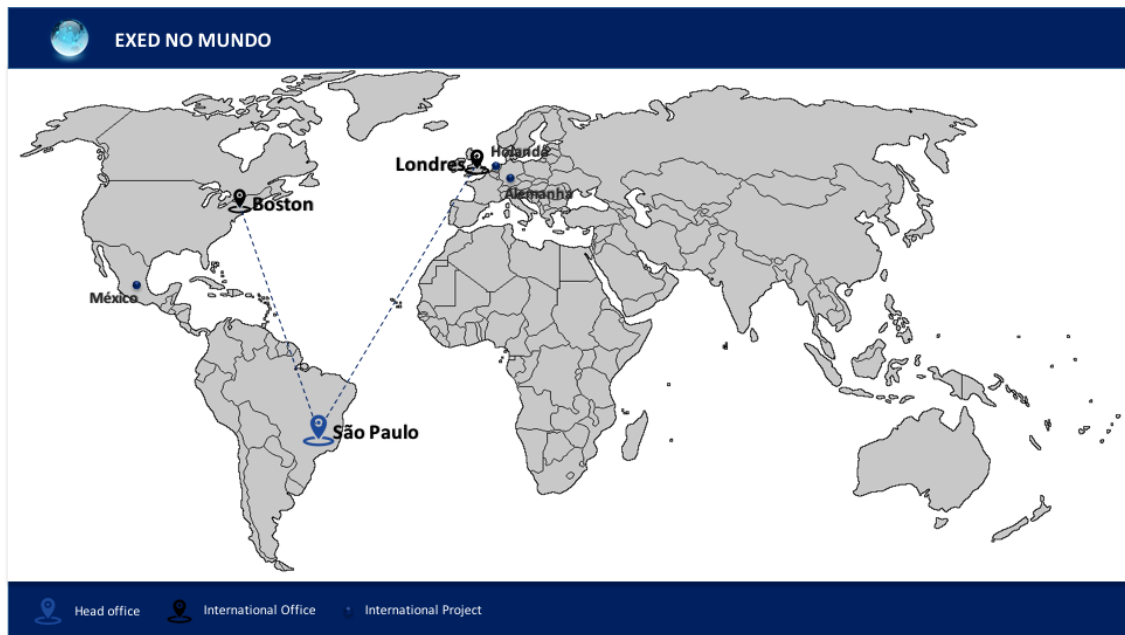 EXED NO MUNDO
Holanda
Londres
Alemanha
Boston
México
São Paulo
Head office
International Office
International Project